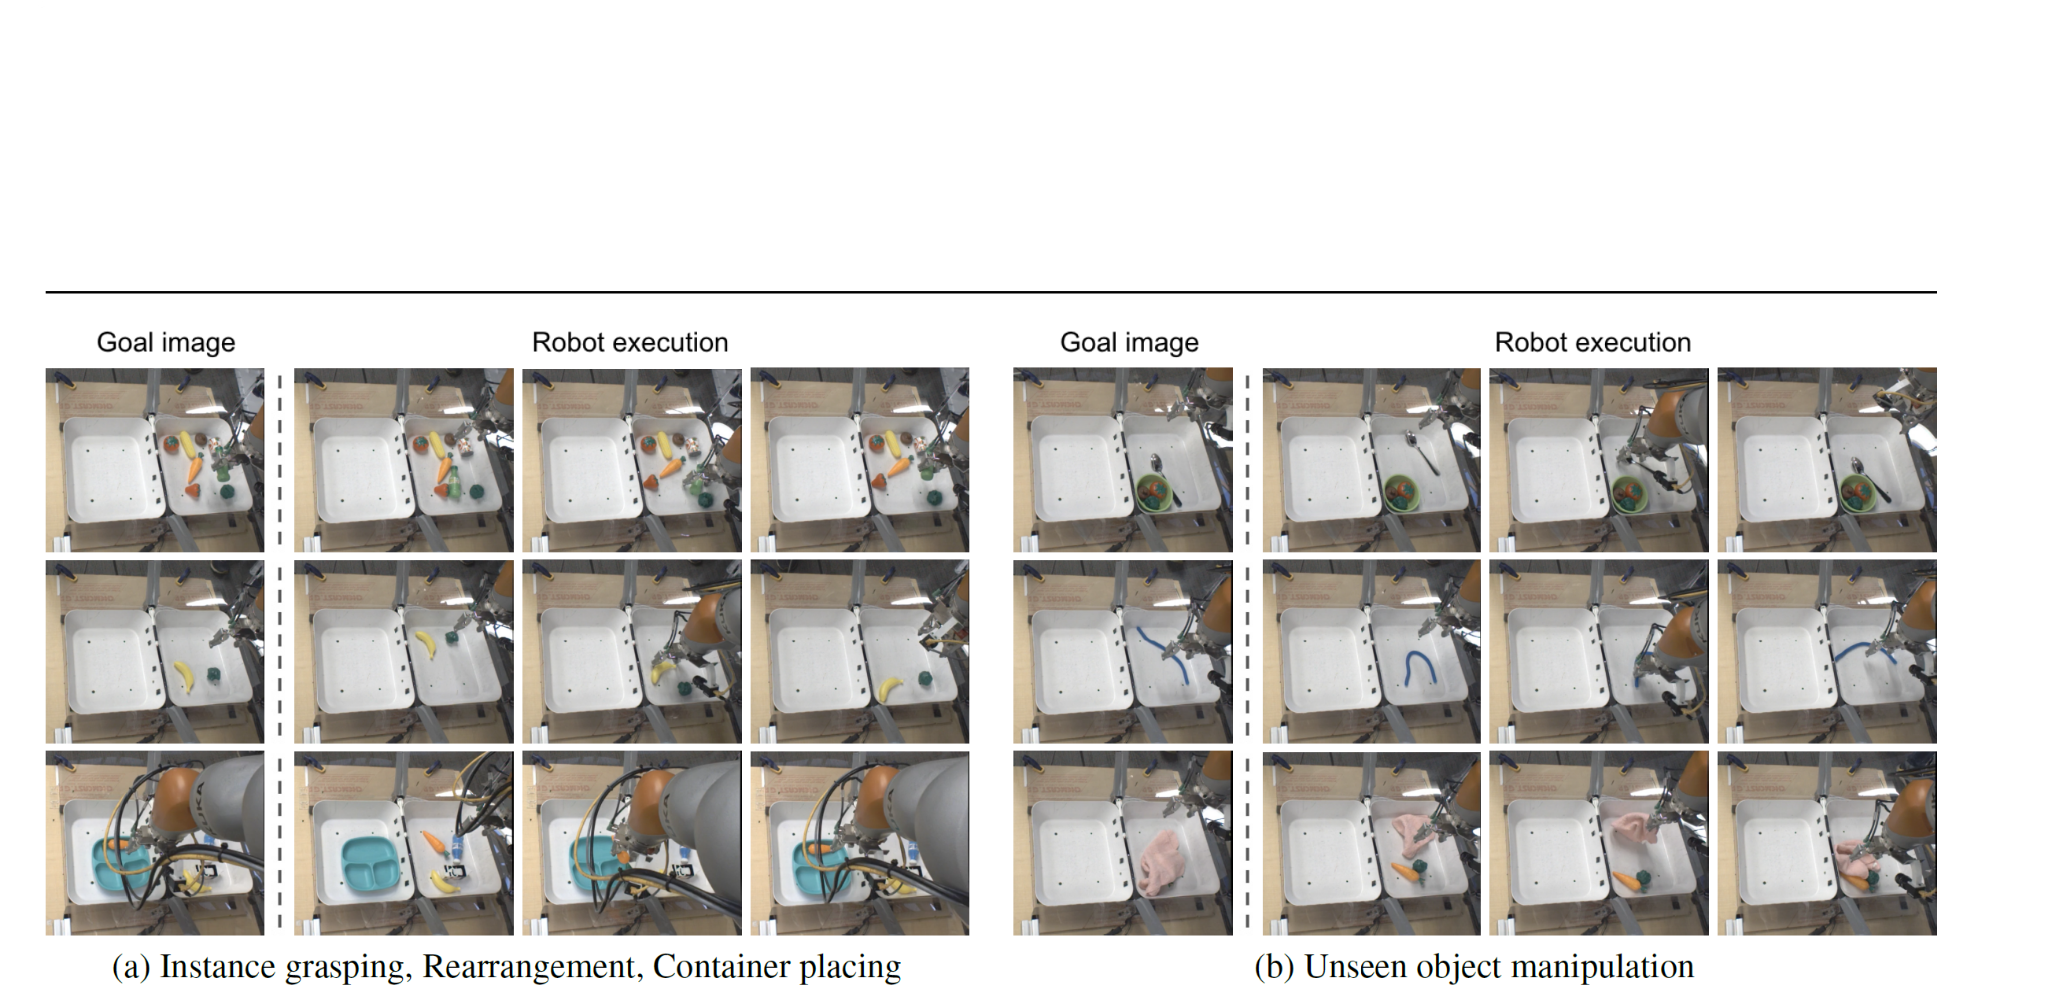 Goal image
Robot execution
Goal image
Robot execution
(a) Instance grasping, Rearrangement, Container placing
(b) Unseen object manipulation